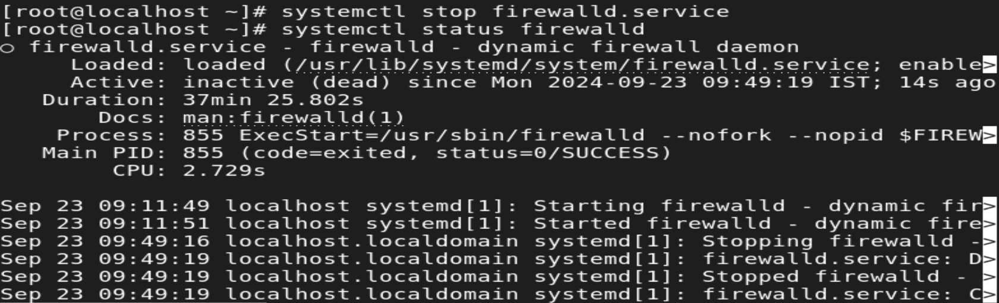 [root@localhost ~]# systemctl stop firewalld.service
[root@localhost ~]# systemctl status firewalld
○ firewalld.service - firewalld - dynamic firewall daemon
     Loaded: loaded (/usr/lib/systemd/system/firewalld.service; enable>
     Active: inactive (dead) since Mon 2024-09-23 09:49:19 IST; 14s ago
   Duration: 37min 25.802s
       Docs: man:firewalld(1)
    Process: 855 ExecStart=/usr/sbin/firewalld --nofork --nopid $FIREW>
   Main PID: 855 (code=exited, status=0/SUCCESS)
        CPU: 2.729s

Sep 23 09:11:49 localhost systemd[1]: Starting firewalld - dynamic fir>
Sep 23 09:11:51 localhost systemd[1]: Started firewalld - dynamic fire>
Sep 23 09:49:16 localhost.localdomain systemd[1]: Stopping firewalld ->
Sep 23 09:49:19 localhost.localdomain systemd[1]: firewalld.service: D>
Sep 23 09:49:19 localhost.localdomain systemd[1]: Stopped firewalld - >
Sep 23 09:49:19 localhost.localdomain systemd[1]: firewalld.service: C>